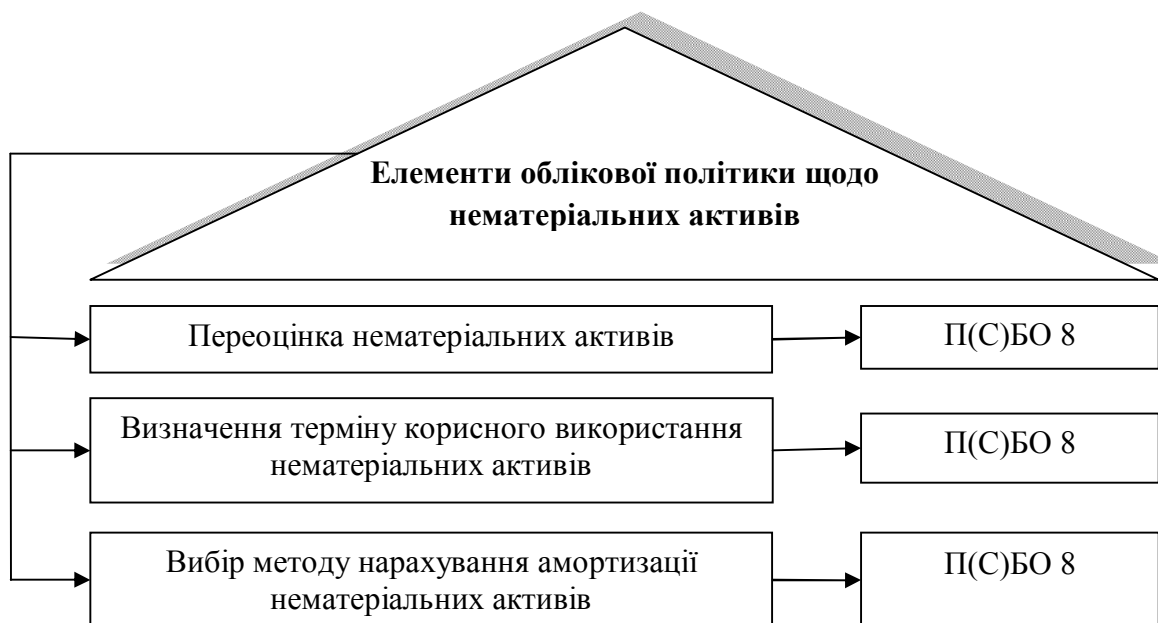 Елементи облікової політики щодо
нематеріальних активів
Переоцінка нематеріальних активів
П(С)БО 8
Визначення терміну корисного використання
нематеріальних активів
П(С)БО 8
Вибір методу нарахування амортизації
нематеріальних активів
П(С)БО 8